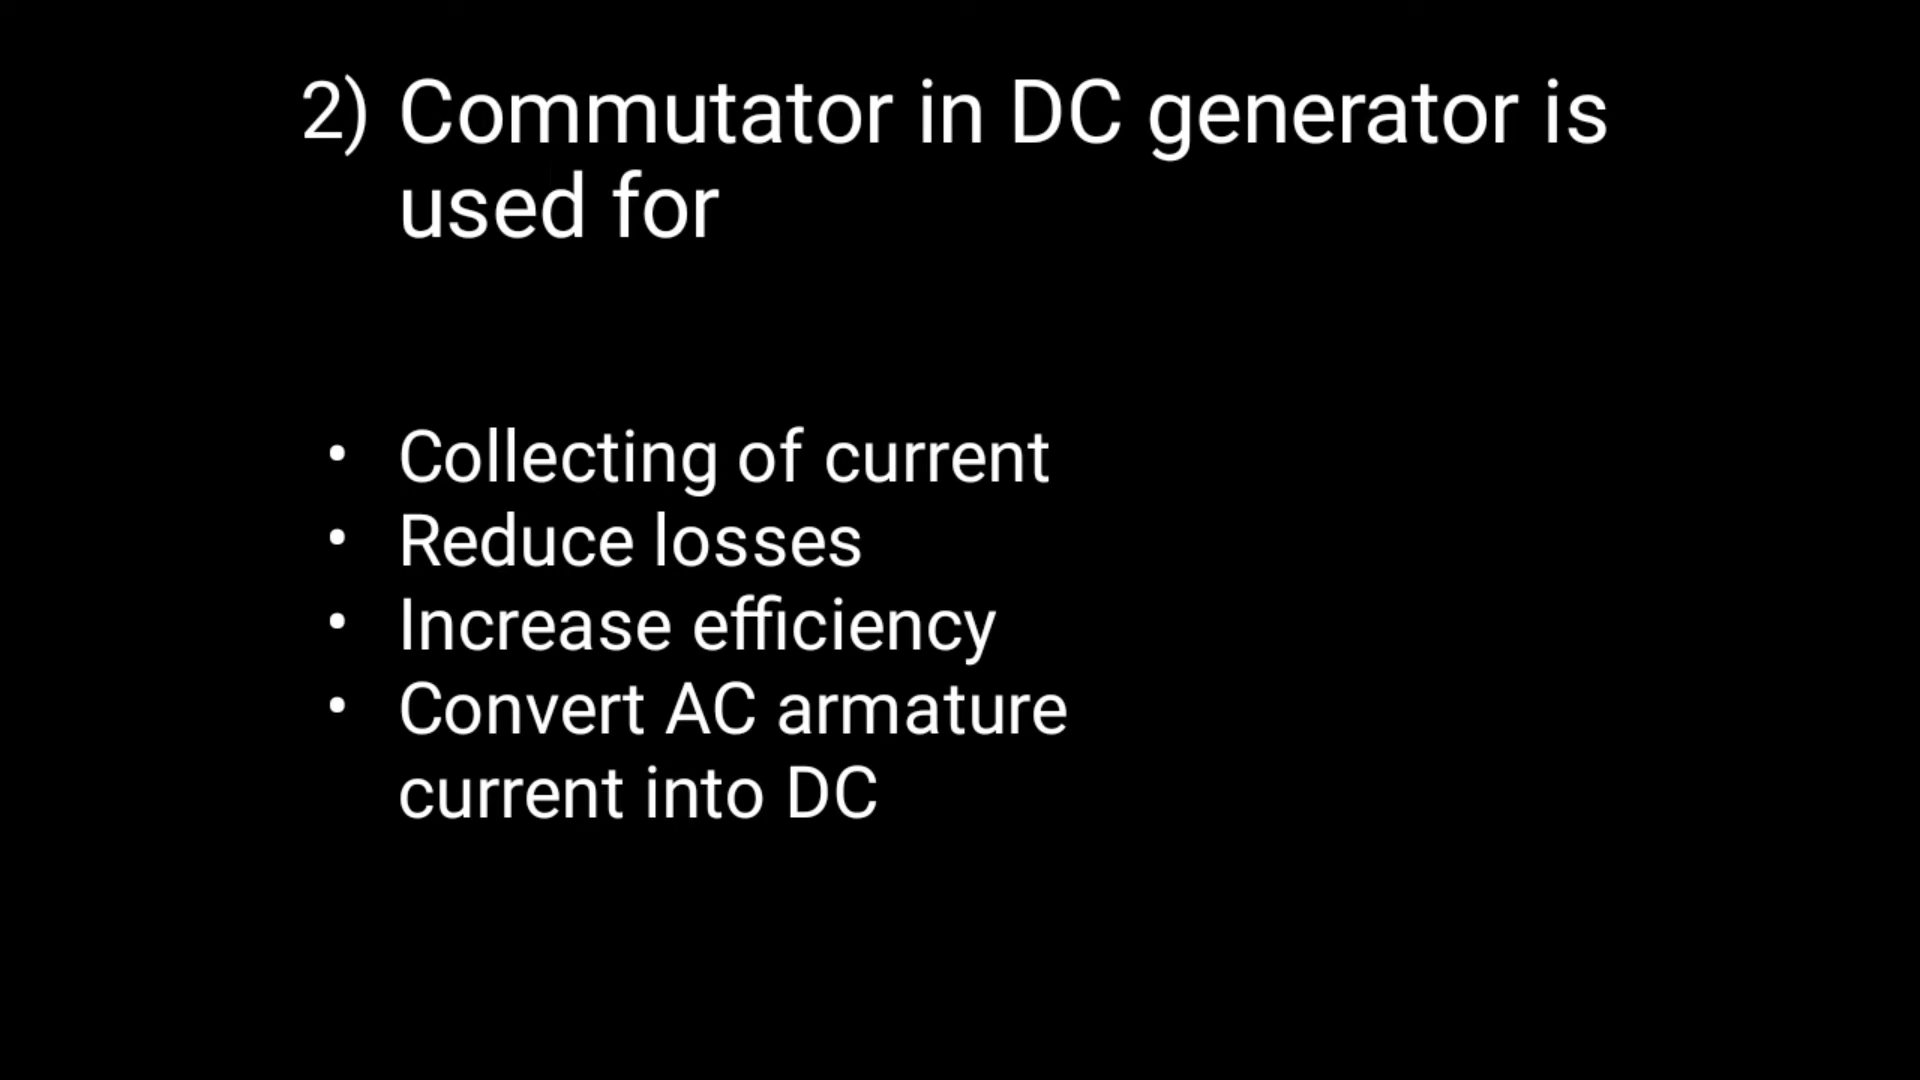 2) Commutator in DC generator is
used for
• Collecting of current
• Reduce losses
• Increase efficiency
• Convert AC armature
current into DC